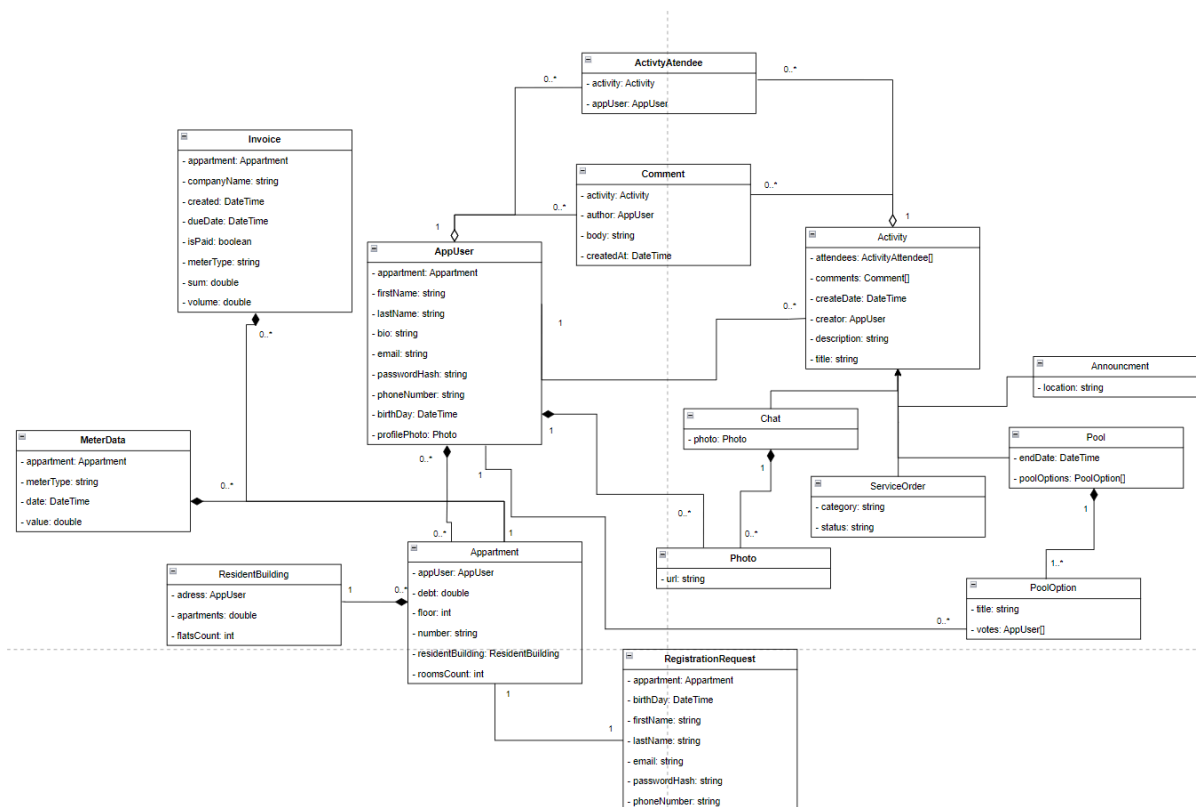 ActivtyAtendee
- activity: Activity
- appUser: AppUser
0..*
0..*
Invoice
- appartment: Appartment
- companyName: string
- created: DateTime
- dueDate: DateTime
- isPaid: boolean
- meterType: string
- sum: double
- volume: double
0..*
Comment
- activity: Activity
- author: AppUser
- body: string
- createdAt: DateTime
0..*
0..*
1
1
AppUser
- appartment: Appartment
- firstName: string
- lastName: string
- bio: string
- email: string
- passwordHash: string
- phoneNumber: string
- birthDay: DateTime
- profilePhoto: Photo
1
0..*
1
1
0..*
Activity
- attendees: ActivityAttendee[]
- comments: Comment[]
- createDate: DateTime
- creator: AppUser
- description: string
- title: string
Announcment
- location: string
Chat
- photo: Photo
1
Pool
- endDate: DateTime
- poolOptions: PoolOption[]
1
ServiceOrder
- category: string
- status: string
MeterData
- appartment: Appartment
- meterType: string
- date: DateTime
- value: double
0..*
0..*
1
Appartment
- appUser: AppUser
- debt: double
- floor: int
- number: string
- residentBuilding: ResidentBuilding
- roomsCount: int
ResidentBuilding
- adress: AppUser
- apartments: double
- flatsCount: int
1
0..*
0..*
0..*
Photo
- url: string
1..*
PoolOption
- title: string
- votes: AppUser[]
0..*
1
1
RegistrationRequest
- appartment: Appartment
- birthDay: DateTime
- firstName: string
- lastName: string
- email: string
- passwordHash: string
- phoneNumber: string